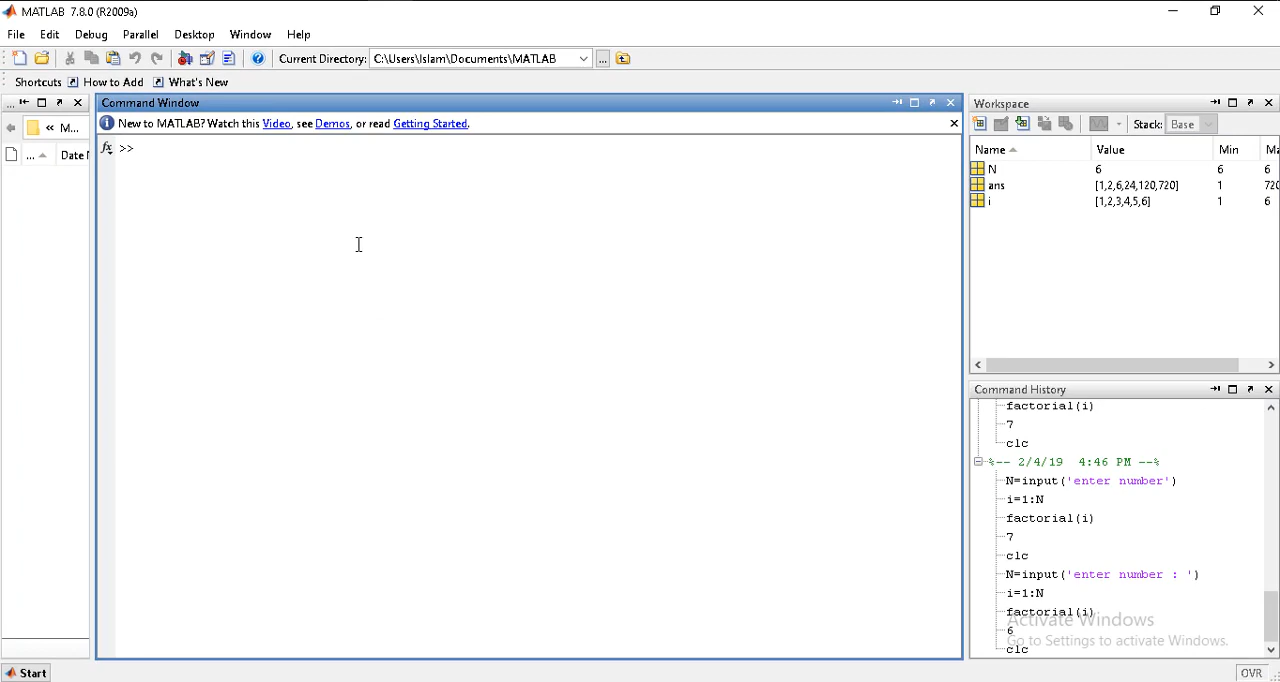 MATLAB 7.8.0 (R2009a)
File Edit Debug Parallel Desktop Window Help
Current Directory: C:\Users\Islam\Documents\MATLAB ...
Shortcuts How to Add What's New
...
« M...
... Date
Command Window
New to MATLAB? Watch this Video, see Demos, or read Getting Started.
fx >>
Workspace
Stack: Base
Name Value Min Ma
N 6 6 6
ans [1,2,6,24,120,720] 1 720
i [1,2,3,4,5,6] 1 6
Command History
factorial(i)
7
clc
%-- 2/4/19 4:46 PM --%
N=input('enter number')
i=1:N
factorial(i)
7
clc
N=input('enter number : ')
i=1:N
factorial(i)
6
clc
Activate Windows
Go to Settings to activate Windows.
Start
OVR